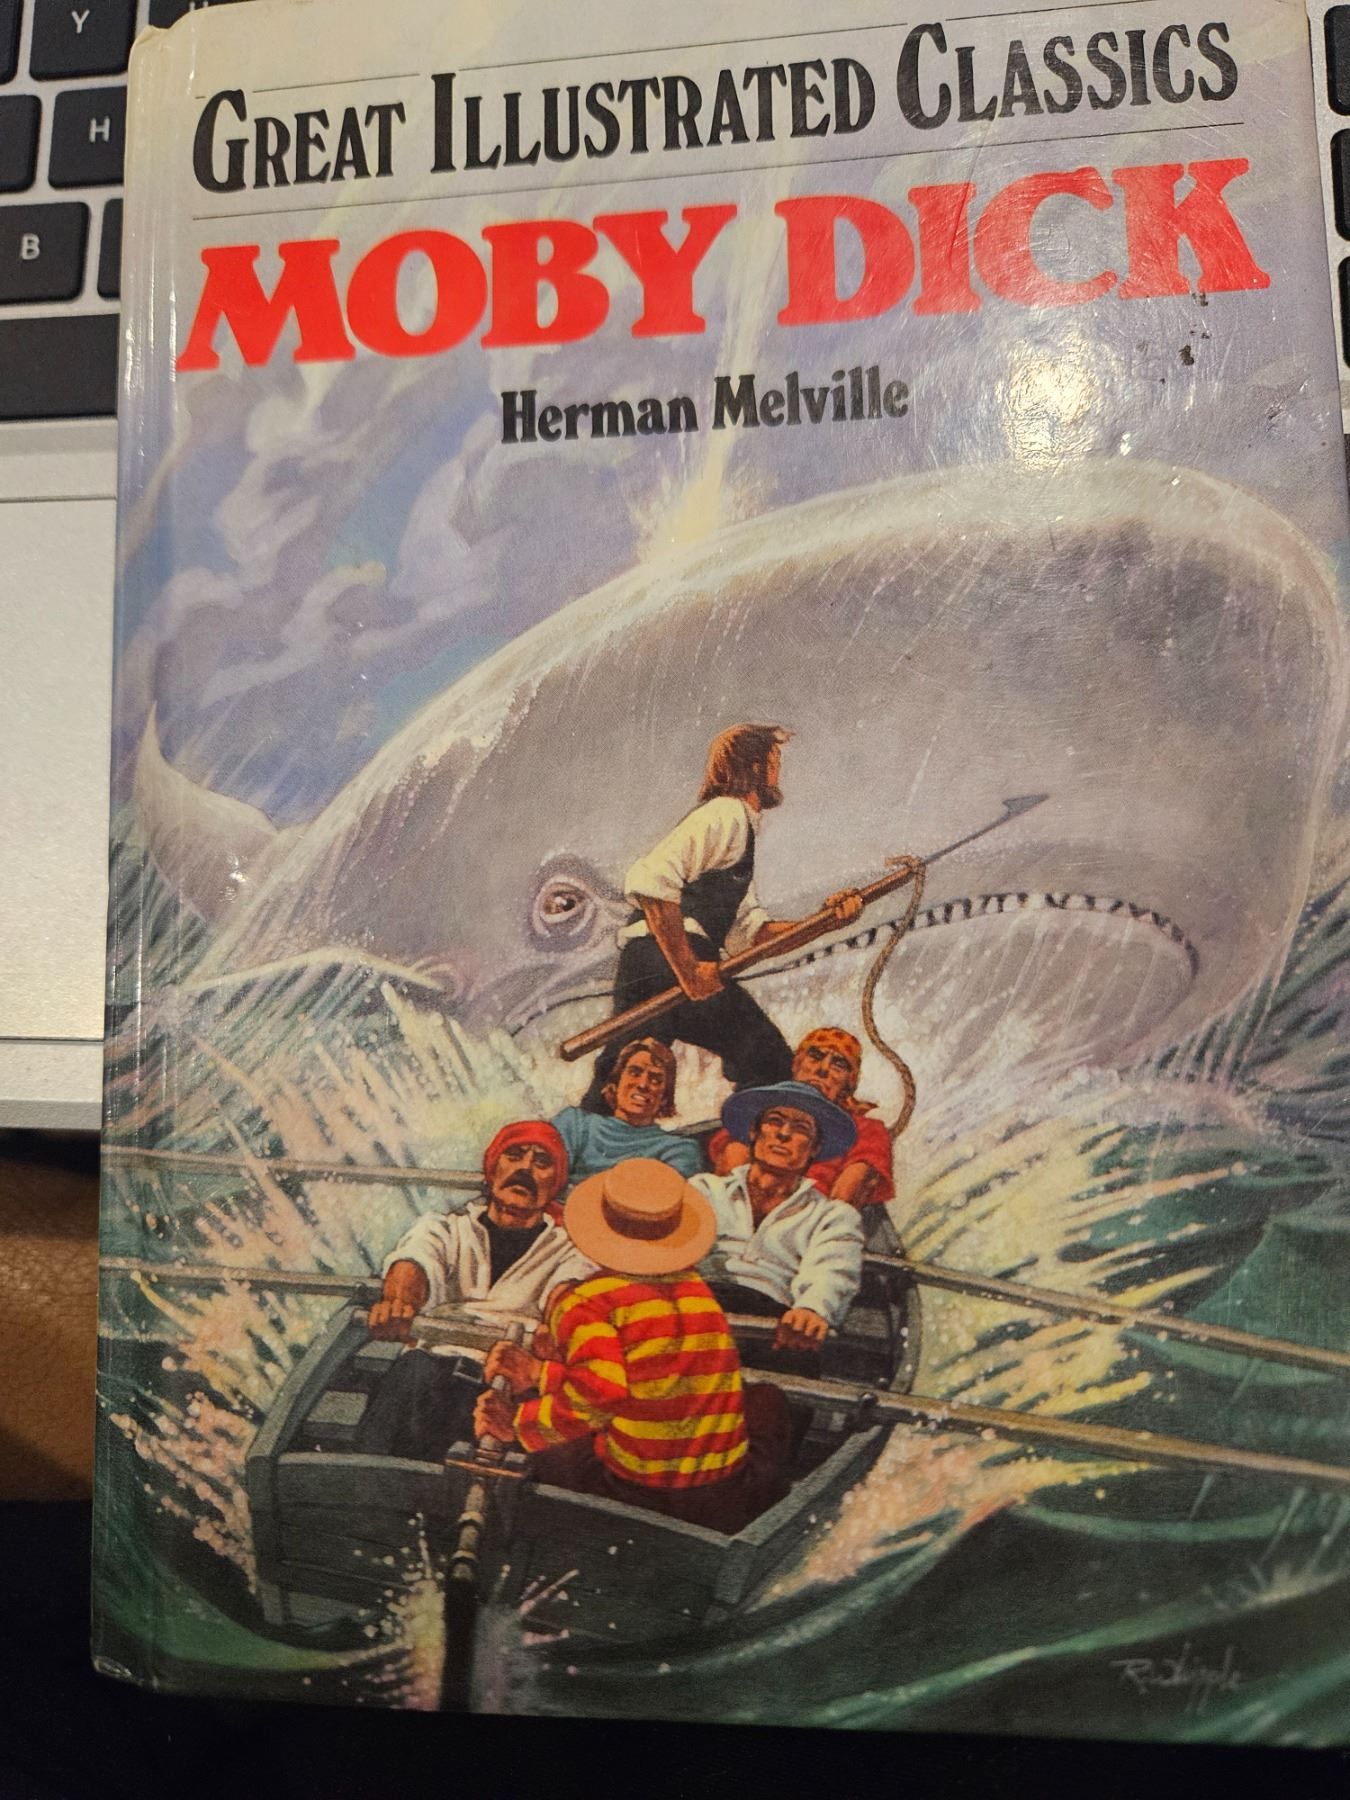 Y
H
B
GREAT ILLUSTRATED CLASSICS
MOBY DICK
Herman Melville